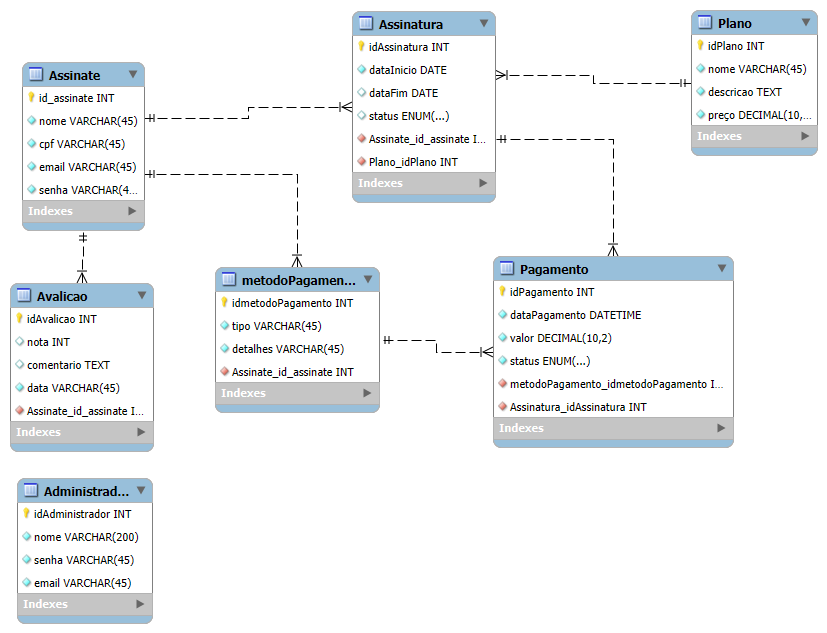 Assinate
id_assinate INT
nome VARCHAR(45)
cpf VARCHAR(45)
email VARCHAR(45)
senha VARCHAR(4...
Indexes
Assinatura
idAssinatura INT
dataInicio DATE
dataFim DATE
status ENUM(...)
Assinate_id_assinate I...
Plano_idPlano INT
Indexes
Plano
idPlano INT
nome VARCHAR(45)
descricao TEXT
preço DECIMAL(10,...
Indexes
Avalicao
idAvalicao INT
nota INT
comentario TEXT
data VARCHAR(45)
Assinate_id_assinate I...
Indexes
metodoPagamen...
idmetodoPagamento INT
tipo VARCHAR(45)
detalhes VARCHAR(45)
Assinate_id_assinate INT
Indexes
Pagamento
idPagamento INT
dataPagamento DATETIME
valor DECIMAL(10,2)
status ENUM(...)
metodoPagamento_idmetodoPagamento I...
Assinatura_idAssinatura INT
Indexes
Administrad...
idAdministrador INT
nome VARCHAR(200)
senha VARCHAR(45)
email VARCHAR(45)
Indexes